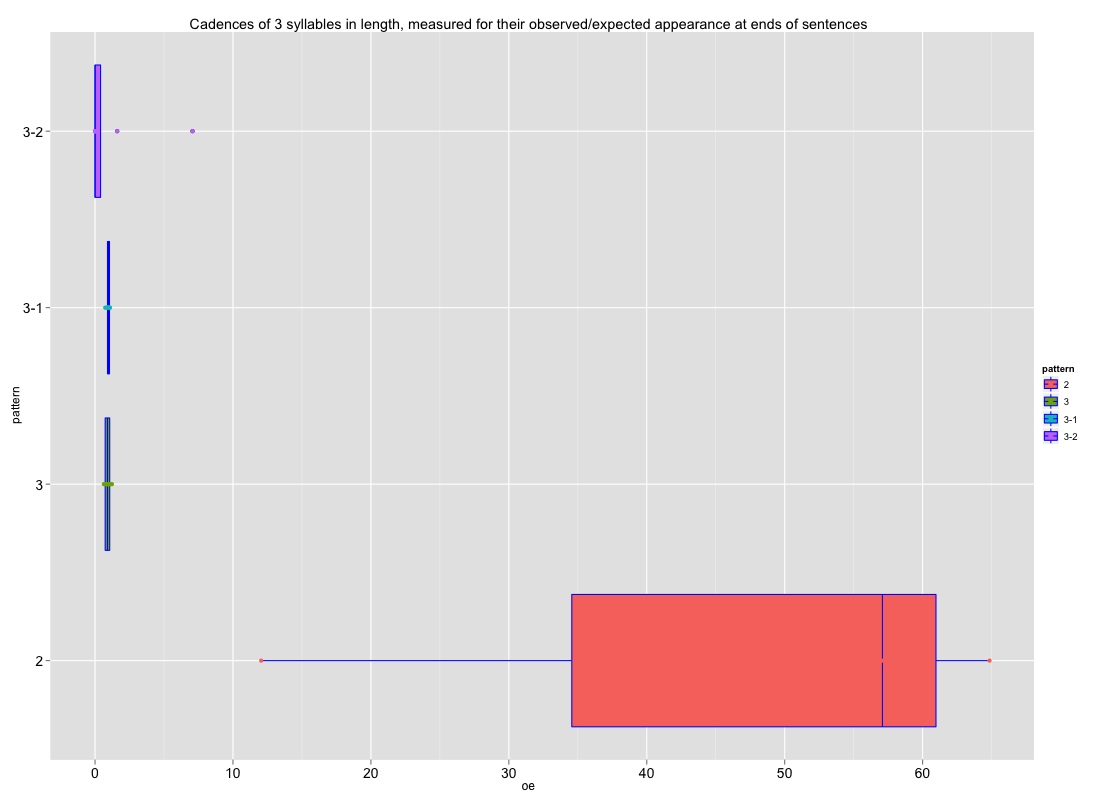 Cadences of 3 syllables in length, measured for their observed/expected appearance at ends of sentences
3-2
3-1
3
2
pattern
0 10 20 30 40 50 60
oe
pattern
2
3
3-1
3-2